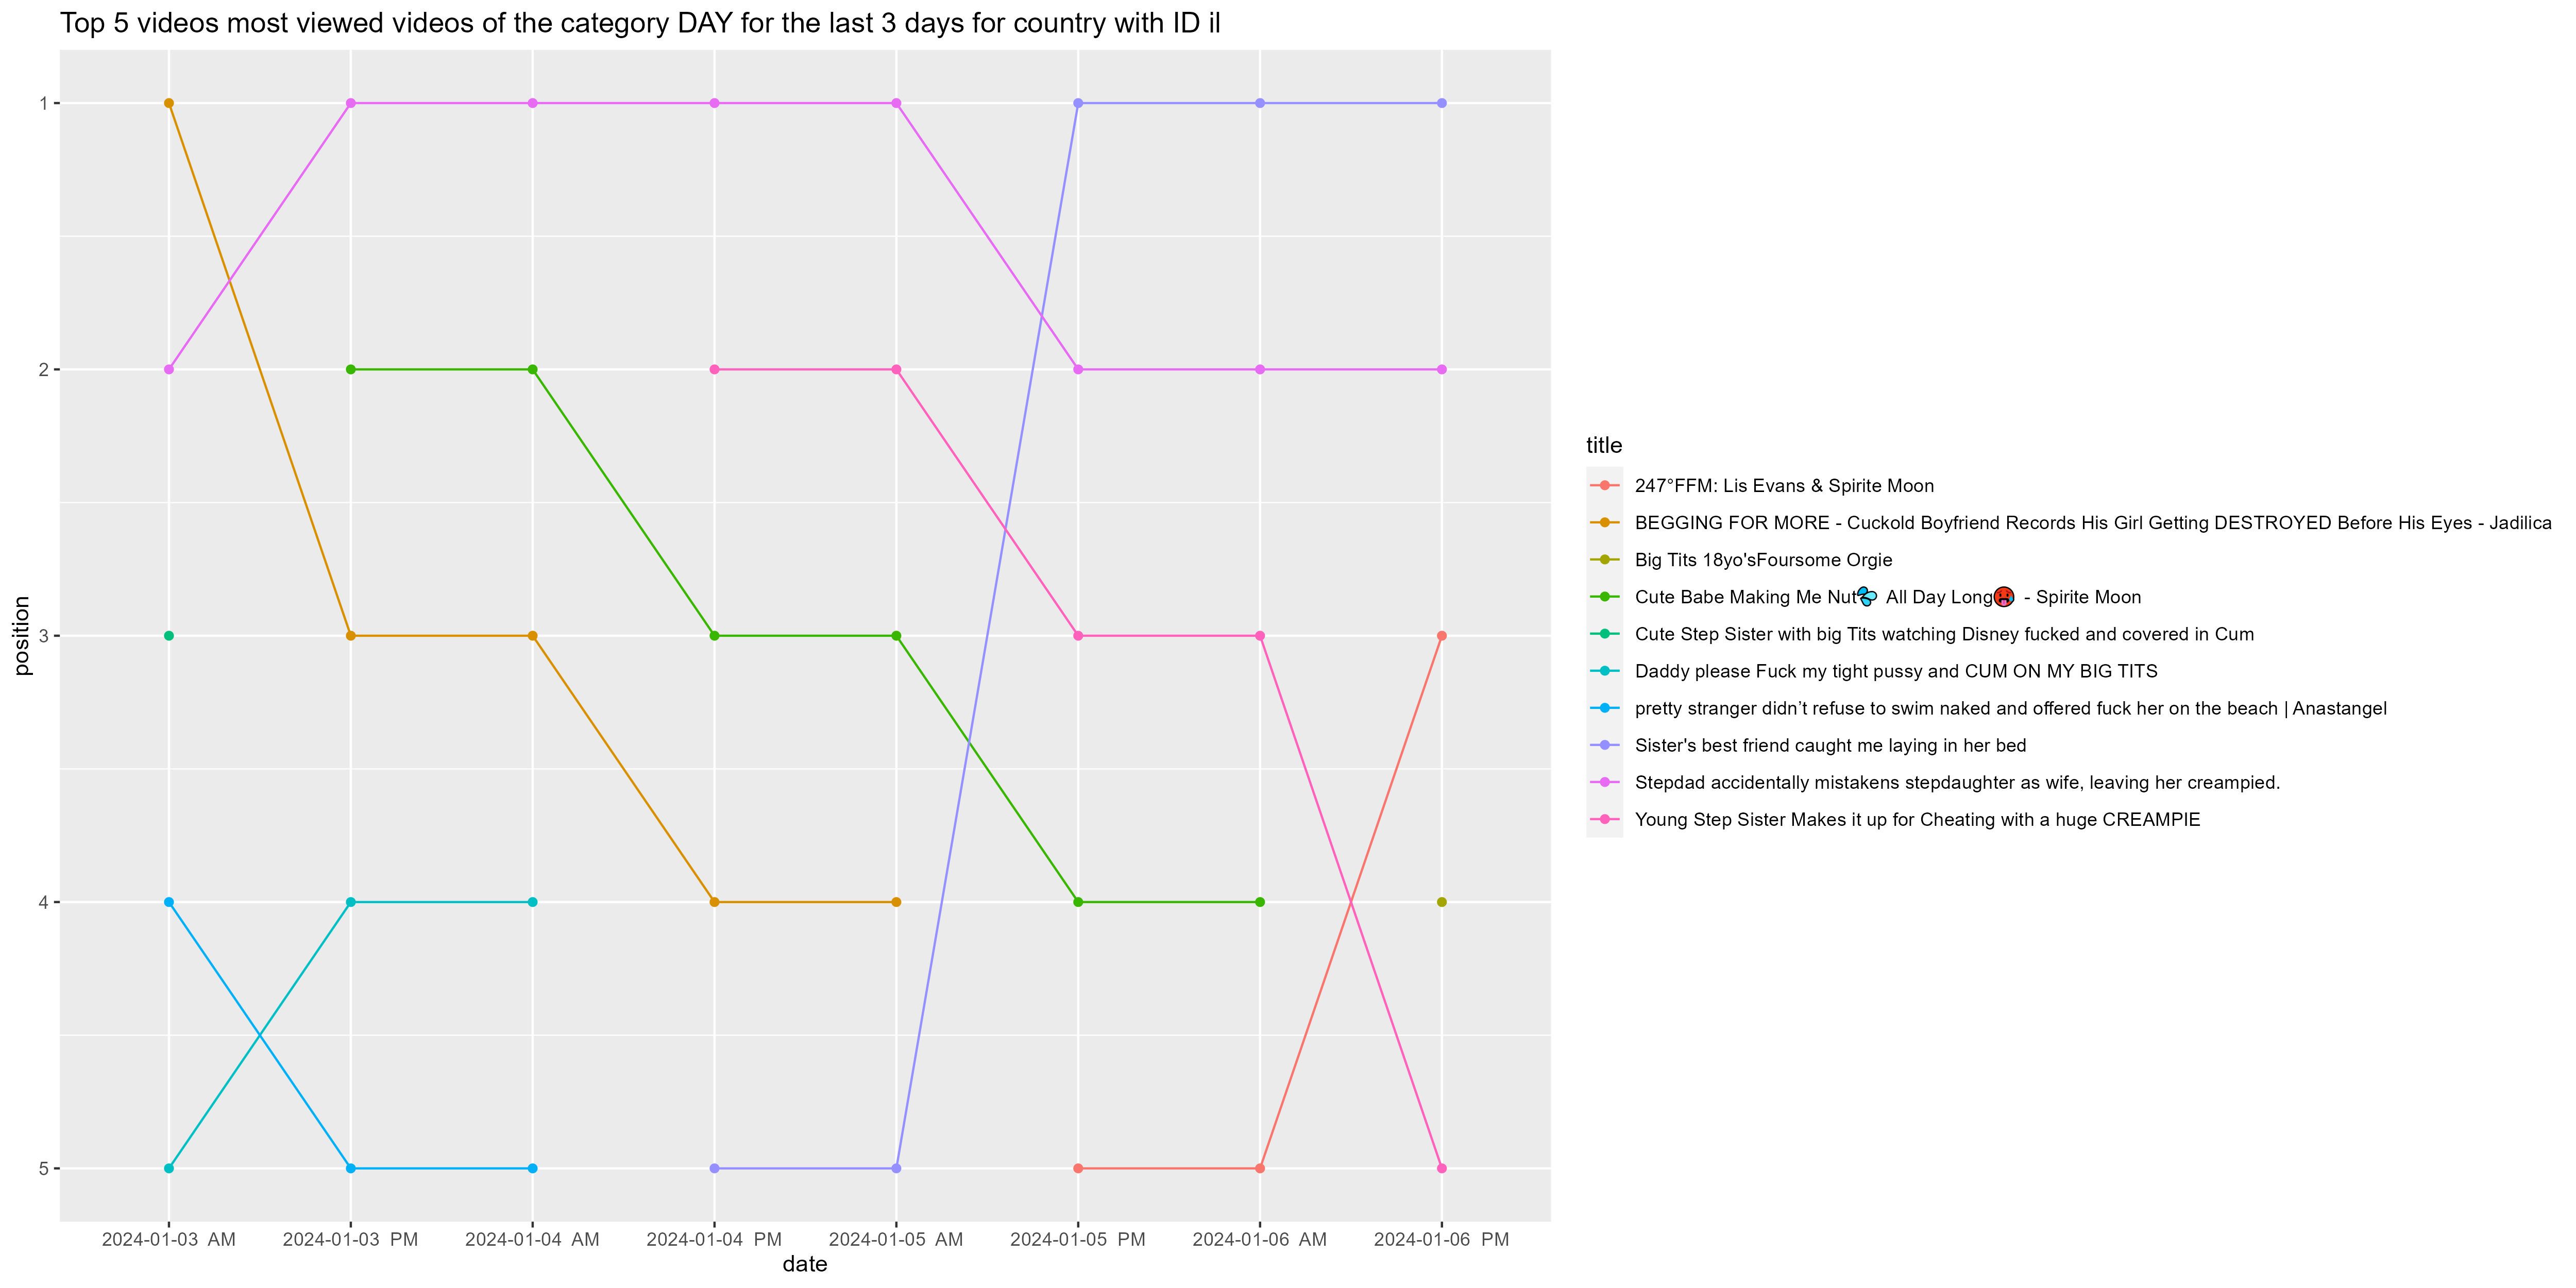 Top 5 videos most viewed videos of the category DAY for the last 3 days for country with ID il
position
1
2
3
4
5
2024-01-03 AM
2024-01-03 PM
2024-01-04 AM
2024-01-04 PM
2024-01-05 AM
2024-01-05 PM
2024-01-06 AM
2024-01-06 PM
date
title
247°FFM: Lis Evans & Spirite Moon
BEGGING FOR MORE - Cuckold Boyfriend Records His Girl Getting DESTROYED Before His Eyes - Jadilica
Big Tits 18yo'sFoursome Orgie
Cute Babe Making Me Nut💦 All Day Long🥵 - Spirite Moon
Cute Step Sister with big Tits watching Disney fucked and covered in Cum
Daddy please Fuck my tight pussy and CUM ON MY BIG TITS
pretty stranger didn’t refuse to swim naked and offered fuck her on the beach | Anastangel
Sister's best friend caught me laying in her bed
Stepdad accidentally mistakens stepdaughter as wife, leaving her creampied.
Young Step Sister Makes it up for Cheating with a huge CREAMPIE